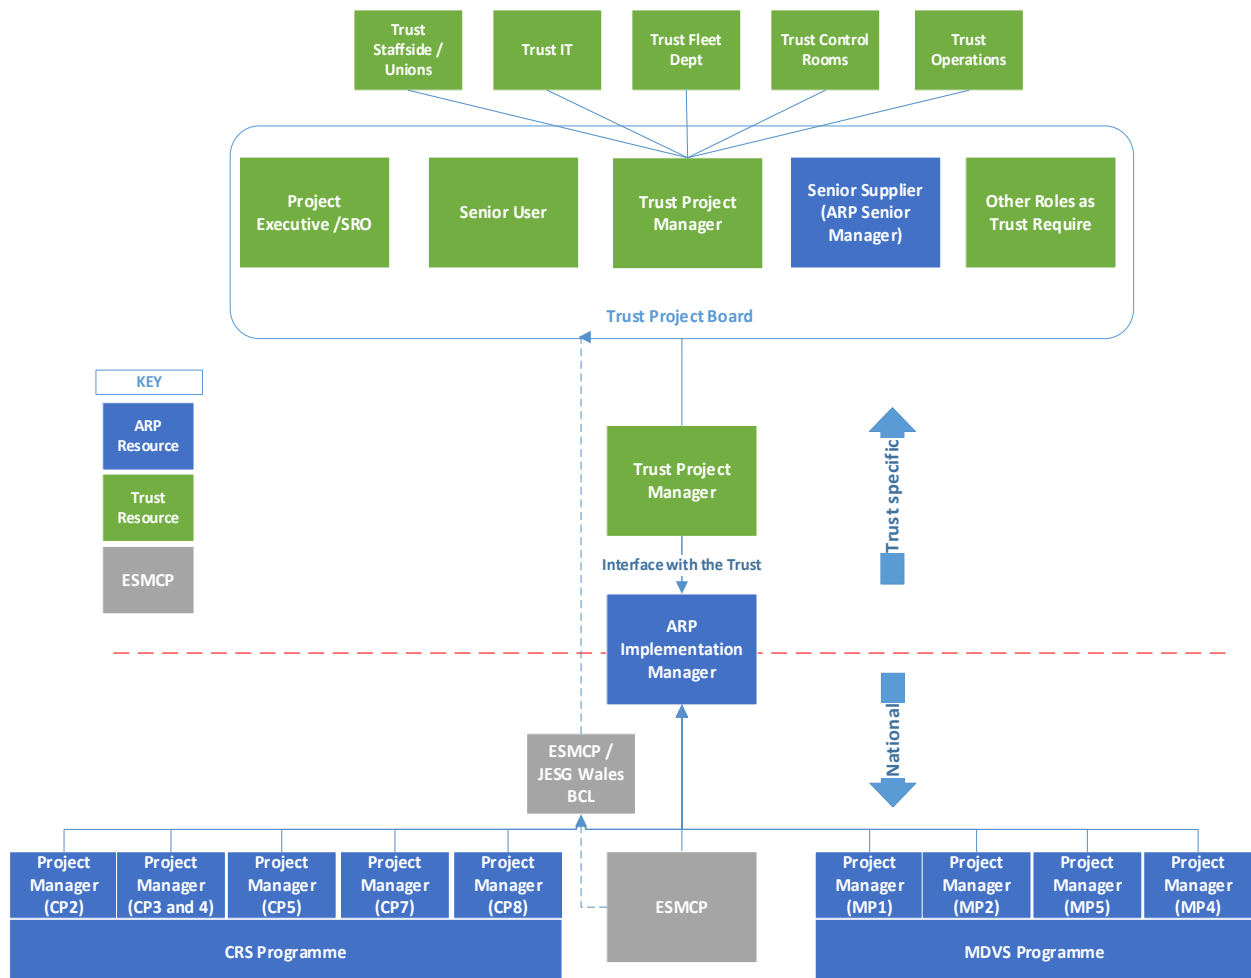 Trust
Staffside /
Unions
Trust IT
Trust Fleet
Dept
Trust Control
Rooms
Trust
Operations
Project
Executive /SRO
Senior User
Trust Project
Manager
Senior Supplier
(ARP Senior
Manager)
Other Roles as
Trust Require
Trust Project Board
KEY
ARP
Resource
Trust
Resource
ESMCP
Trust Project
Manager
Interface with the Trust
ARP
Implementation
Manager
Trust specific
National
ESMCP /
JESG Wales
BCL
Project
Manager
(CP2)
Project
Manager
(CP3 and 4)
Project
Manager
(CP5)
Project
Manager
(CP7)
Project
Manager
(CP8)
CRS Programme
ESMCP
Project
Manager
(MP1)
Project
Manager
(MP2)
Project
Manager
(MP5)
Project
Manager
(MP4)
MDVS Programme